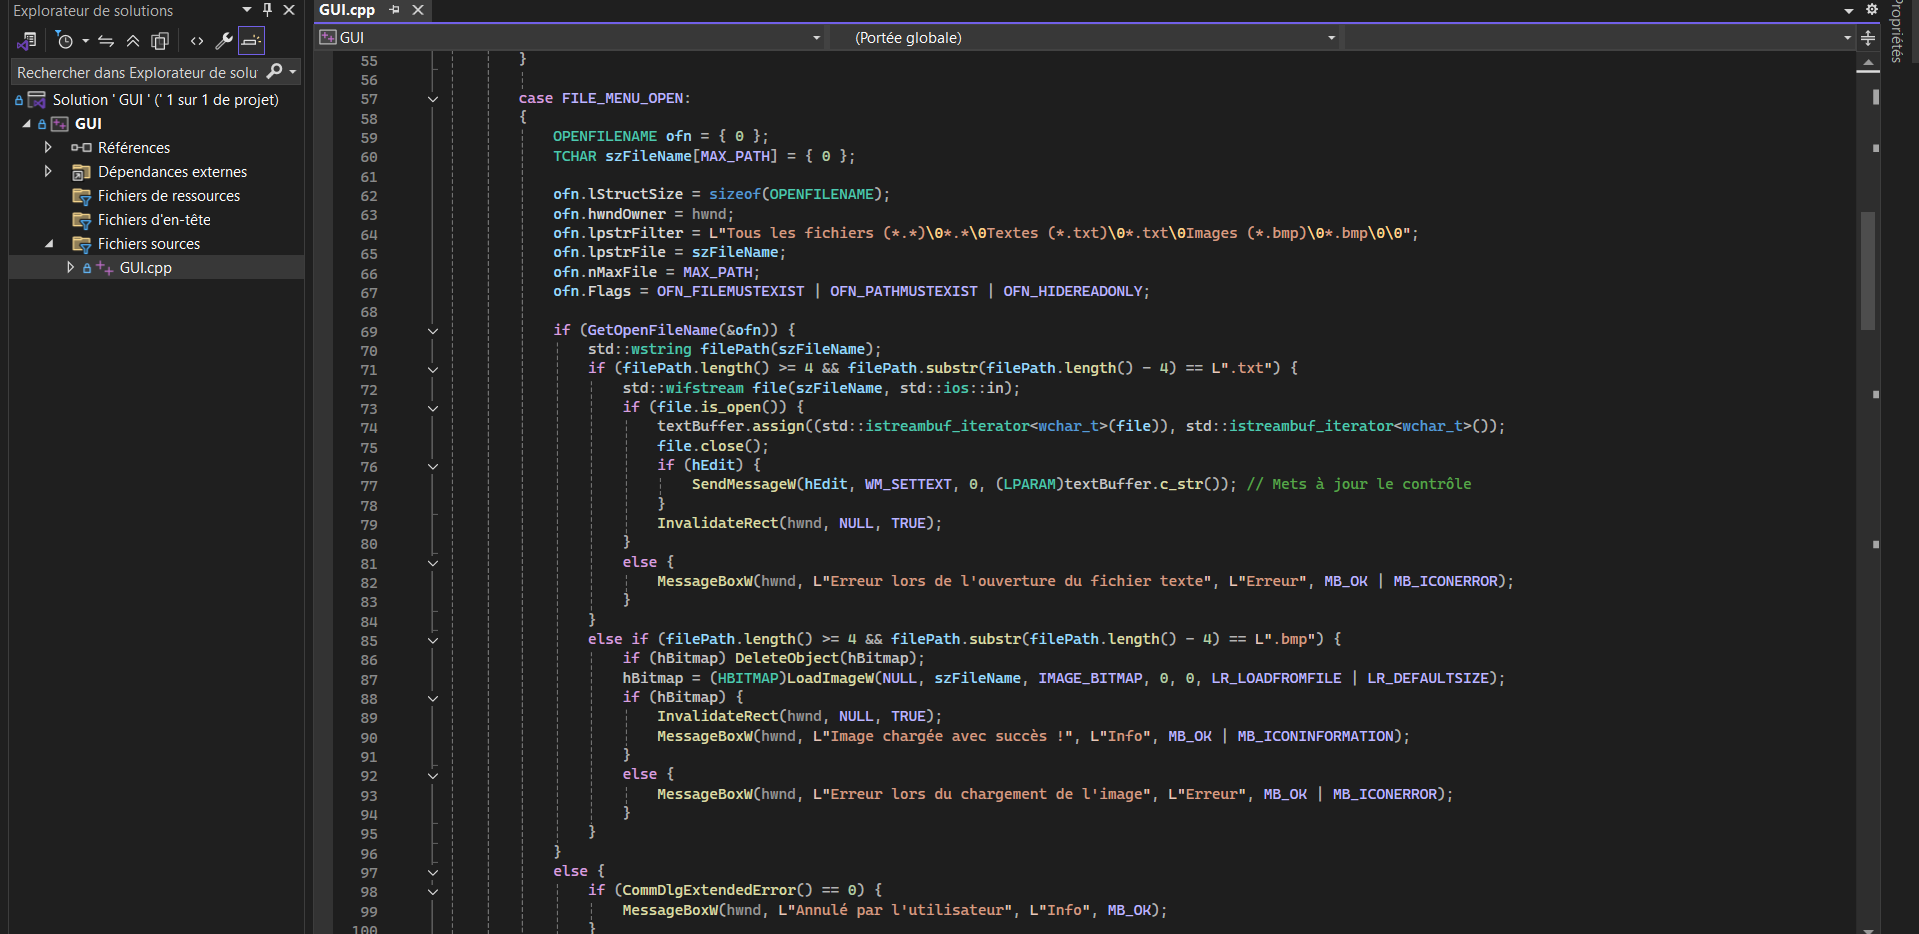 Explorateur de solutions
Rechercher dans Explorateur de solu
Solution ' GUI ' (' 1 sur 1 de projet)
GUI
Références
Dépendances externes
Fichiers de ressources
Fichiers d'en-tête
Fichiers sources
GUI.cpp
GUI.cpp
GUI
(Portée globale)
Propriétés
55 }
56
57 case FILE_MENU_OPEN:
58 {
59 OPENFILENAME ofn = { 0 };
60 TCHAR szFileName[MAX_PATH] = { 0 };
61
62 ofn.lStructSize = sizeof(OPENFILENAME);
63 ofn.hwndOwner = hwnd;
64 ofn.lpstrFilter = L"Tous les fichiers (*.*)\0*.*\0Textes (*.txt)\0*.txt\0Images (*.bmp)\0*.bmp\0\0";
65 ofn.lpstrFile = szFileName;
66 ofn.nMaxFile = MAX_PATH;
67 ofn.Flags = OFN_FILEMUSTEXIST | OFN_PATHMUSTEXIST | OFN_HIDEREADONLY;
68
69 if (GetOpenFileName(&ofn)) {
70 std::wstring filePath(szFileName);
71 if (filePath.length() >= 4 && filePath.substr(filePath.length() - 4) == L".txt") {
72 std::wifstream file(szFileName, std::ios::in);
73 if (file.is_open()) {
74 textBuffer.assign((std::istreambuf_iterator<wchar_t>(file)), std::istreambuf_iterator<wchar_t>());
75 file.close();
76 if (hEdit) {
77 SendMessageW(hEdit, WM_SETTEXT, 0, (LPARAM)textBuffer.c_str()); // Mets à jour le contrôle
78 }
79 InvalidateRect(hwnd, NULL, TRUE);
80 }
81 else {
82 MessageBoxW(hwnd, L"Erreur lors de l'ouverture du fichier texte", L"Erreur", MB_OK | MB_ICONERROR);
83 }
84 }
85 else if (filePath.length() >= 4 && filePath.substr(filePath.length() - 4) == L".bmp") {
86 if (hBitmap) DeleteObject(hBitmap);
87 hBitmap = (HBITMAP)LoadImageW(NULL, szFileName, IMAGE_BITMAP, 0, 0, LR_LOADFROMFILE | LR_DEFAULTSIZE);
88 if (hBitmap) {
89 InvalidateRect(hwnd, NULL, TRUE);
90 MessageBoxW(hwnd, L"Image chargée avec succès !", L"Info", MB_OK | MB_ICONINFORMATION);
91 }
92 else {
93 MessageBoxW(hwnd, L"Erreur lors du chargement de l'image", L"Erreur", MB_OK | MB_ICONERROR);
94 }
95 }
96 }
97 else {
98 if (CommDlgExtendedError() == 0) {
99 MessageBoxW(hwnd, L"Annulé par l'utilisateur", L"Info", MB_OK);
100 }